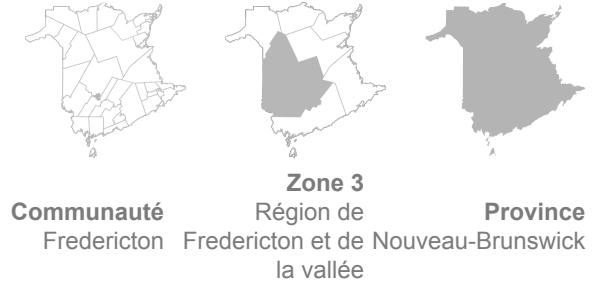 Communauté
Fredericton
Zone 3
Région de
Fredericton et de
la vallée
Province
Nouveau-Brunswick